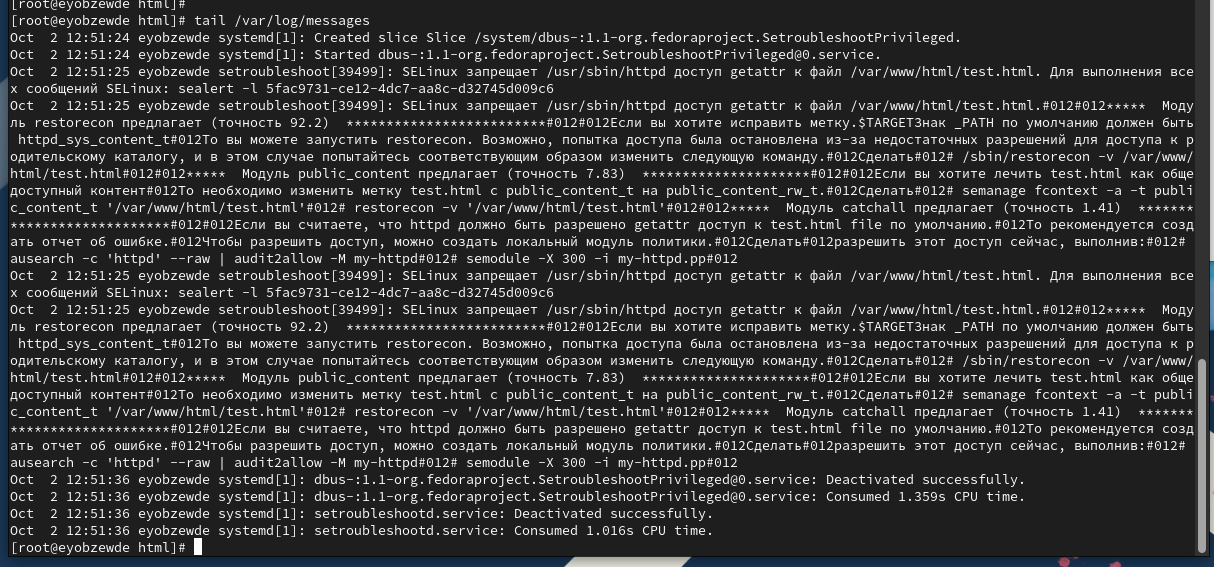 [root@eyobzewde html]#
[root@eyobzewde html]# tail /var/log/messages
Oct  2 12:51:24 eyobzewde systemd[1]: Created slice Slice /system/dbus-:1.1-org.fedoraproject.SetroubleshootPrivileged.
Oct  2 12:51:24 eyobzewde systemd[1]: Started dbus-:1.1-org.fedoraproject.SetroubleshootPrivileged@0.service.
Oct  2 12:51:25 eyobzewde setroubleshoot[39499]: SELinux запрещает /usr/sbin/httpd доступ getattr к файл /var/www/html/test.html. Для выполнения все
х сообщений SELinux: sealert -l 5fac9731-ce12-4dc7-aa8c-d32745d009c6
Oct  2 12:51:25 eyobzewde setroubleshoot[39499]: SELinux запрещает /usr/sbin/httpd доступ getattr к файл /var/www/html/test.html.#012#012*****  Моду
ль restorecon предлагает (точность 92.2)  *************************#012#012Если вы хотите исправить метку.$TARGETЗнак _PATH по умолчанию должен быть
 httpd_sys_content_t#012То вы можете запустить restorecon. Возможно, попытка доступа была остановлена из-за недостаточных разрешений для доступа к р
одительскому каталогу, и в этом случае попытайтесь соответствующим образом изменить следующую команду.#012Сделать#012# /sbin/restorecon -v /var/www/
html/test.html#012#012*****  Модуль public_content предлагает (точность 7.83)  *********************#012#012Если вы хотите лечить test.html как обще
доступный контент#012То необходимо изменить метку test.html с public_content_t на public_content_rw_t.#012Сделать#012# semanage fcontext -a -t publi
c_content_t '/var/www/html/test.html'#012# restorecon -v '/var/www/html/test.html'#012#012*****  Модуль catchall предлагает (точность 1.41)  *******
********************#012#012Если вы считаете, что httpd должно быть разрешено getattr доступ к test.html file по умолчанию.#012То рекомендуется созд
ать отчет об ошибке.#012Чтобы разрешить доступ, можно создать локальный модуль политики.#012Сделать#012разрешить этот доступ сейчас, выполнив:#012#
ausearch -c 'httpd' --raw | audit2allow -M my-httpd#012# semodule -X 300 -i my-httpd.pp#012
Oct  2 12:51:25 eyobzewde setroubleshoot[39499]: SELinux запрещает /usr/sbin/httpd доступ getattr к файл /var/www/html/test.html. Для выполнения все
х сообщений SELinux: sealert -l 5fac9731-ce12-4dc7-aa8c-d32745d009c6
Oct  2 12:51:25 eyobzewde setroubleshoot[39499]: SELinux запрещает /usr/sbin/httpd доступ getattr к файл /var/www/html/test.html.#012#012*****  Моду
ль restorecon предлагает (точность 92.2)  *************************#012#012Если вы хотите исправить метку.$TARGETЗнак _PATH по умолчанию должен быть
 httpd_sys_content_t#012То вы можете запустить restorecon. Возможно, попытка доступа была остановлена из-за недостаточных разрешений для доступа к р
одительскому каталогу, и в этом случае попытайтесь соответствующим образом изменить следующую команду.#012Сделать#012# /sbin/restorecon -v /var/www/
html/test.html#012#012*****  Модуль public_content предлагает (точность 7.83)  *********************#012#012Если вы хотите лечить test.html как обще
доступный контент#012То необходимо изменить метку test.html с public_content_t на public_content_rw_t.#012Сделать#012# semanage fcontext -a -t publi
c_content_t '/var/www/html/test.html'#012# restorecon -v '/var/www/html/test.html'#012#012*****  Модуль catchall предлагает (точность 1.41)  *******
********************#012#012Если вы считаете, что httpd должно быть разрешено getattr доступ к test.html file по умолчанию.#012То рекомендуется созд
ать отчет об ошибке.#012Чтобы разрешить доступ, можно создать локальный модуль политики.#012Сделать#012разрешить этот доступ сейчас, выполнив:#012#
ausearch -c 'httpd' --raw | audit2allow -M my-httpd#012# semodule -X 300 -i my-httpd.pp#012
Oct  2 12:51:36 eyobzewde systemd[1]: dbus-:1.1-org.fedoraproject.SetroubleshootPrivileged@0.service: Deactivated successfully.
Oct  2 12:51:36 eyobzewde systemd[1]: dbus-:1.1-org.fedoraproject.SetroubleshootPrivileged@0.service: Consumed 1.359s CPU time.
Oct  2 12:51:36 eyobzewde systemd[1]: setroubleshootd.service: Deactivated successfully.
Oct  2 12:51:36 eyobzewde systemd[1]: setroubleshootd.service: Consumed 1.016s CPU time.
[root@eyobzewde html]#